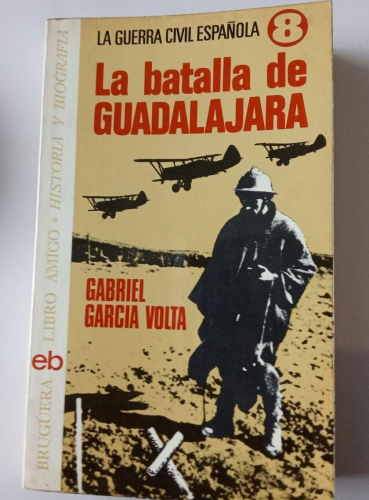 LA GUERRA CIVIL ESPAÑOLA 8
La batalla de
GUADALAJARA
GABRIEL
GARCIA VOLTA
eb
BRUGUERA LIBRO AMIGO * HISTORIA Y BIOGRAFIA